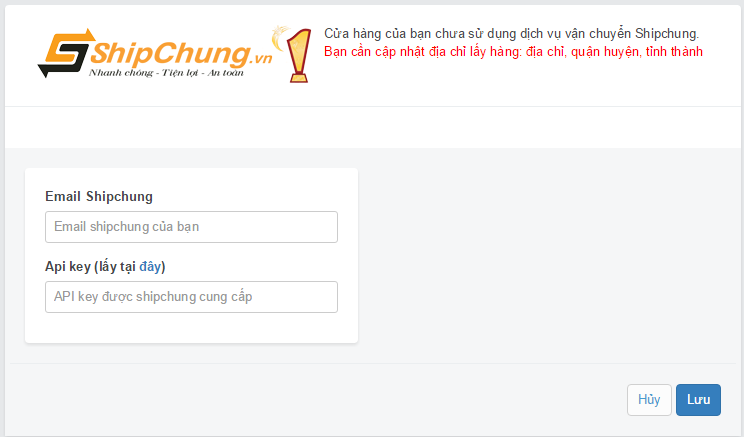 ShipChung.vn
Nhanh chóng - Tiện lợi - An toàn
Cửa hàng của bạn chưa sử dụng dịch vụ vận chuyển Shipchung.
Bạn cần cập nhật địa chỉ lấy hàng: địa chỉ, quận huyện, tỉnh thành
Email Shipchung
Email shipchung của bạn
Api key (lấy tại đây)
API key được shipchung cung cấp
Hủy
Lưu